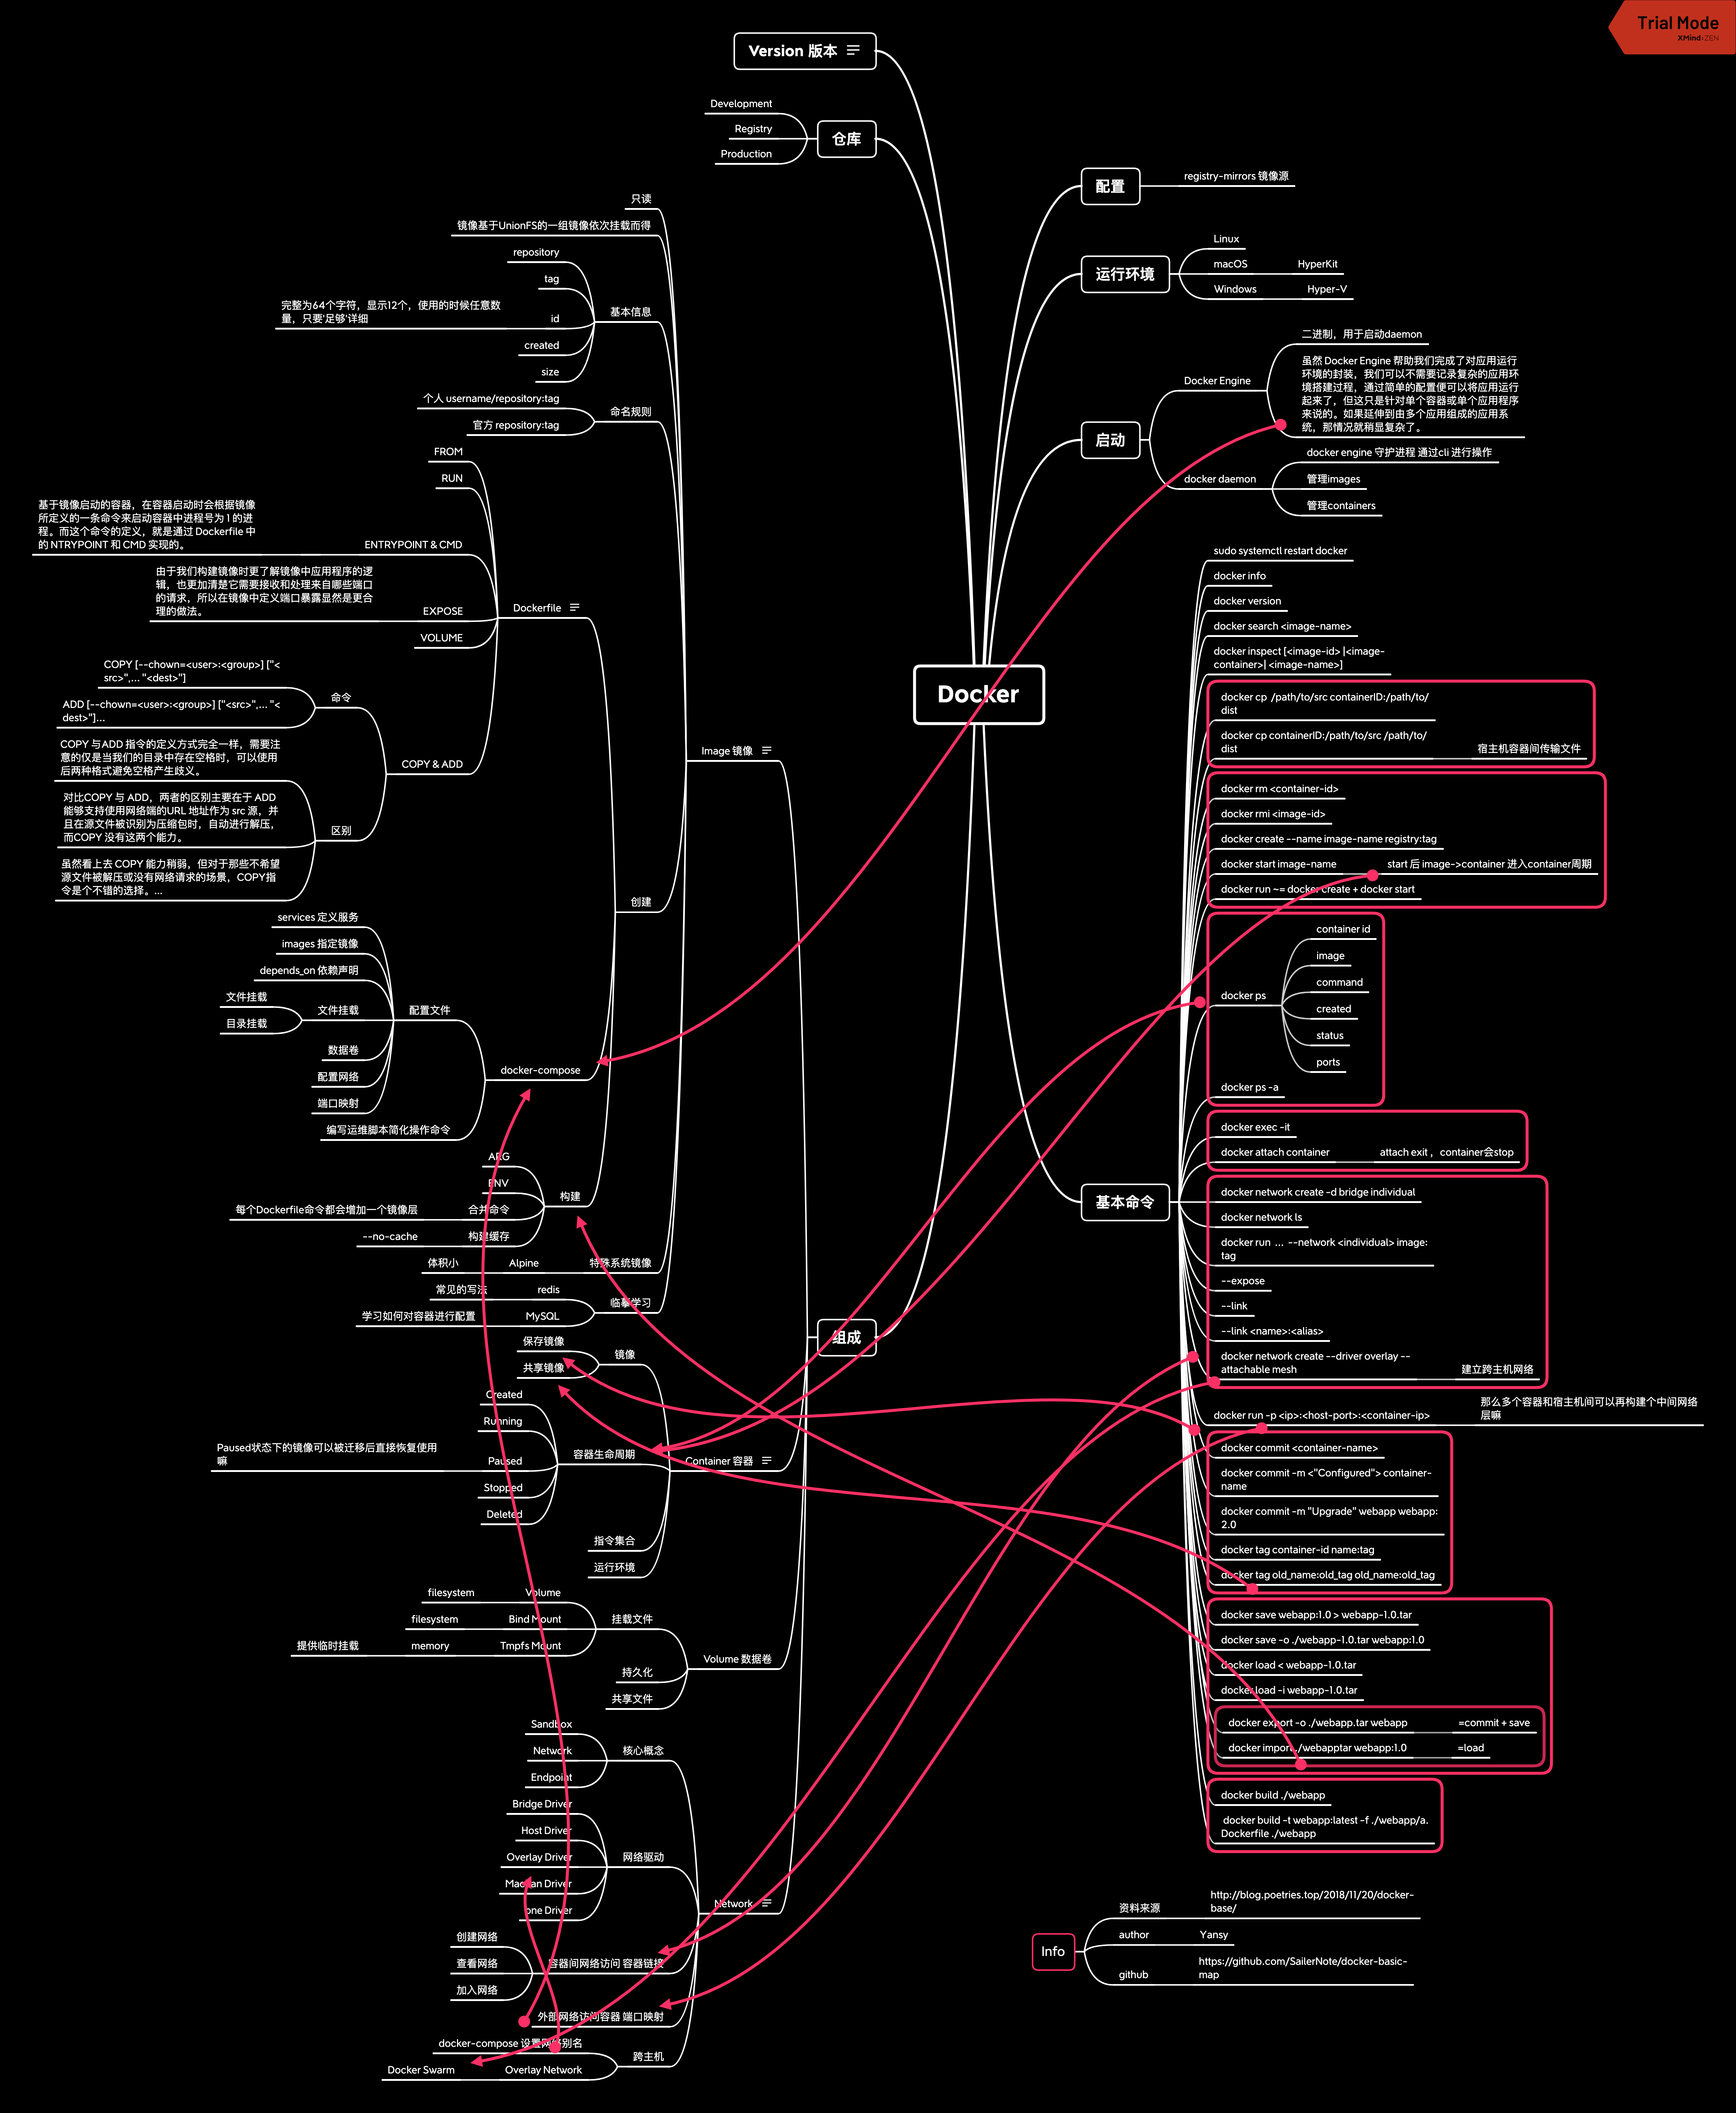 Trial Mode
XMind:ZEN
Docker
Version 版本
仓库
Development
Registry
Production
配置
registry-mirrors 镜像源
运行环境
Linux
macOS
HyperKit
Windows
Hyper-V
启动
Docker Engine
二进制，用于启动daemon
虽然 Docker Engine 帮助我们完成了对应用运行
环境的封装，我们可以不需要记录复杂的应用环
境搭建过程，通过简单的配置便可以将应用运行
起来了，但这只是针对单个容器或单个应用程序
来说的。如果延伸到由多个应用组成的应用系
统，那情况就稍显复杂了。
docker daemon
docker engine 守护进程 通过cli 进行操作
管理images
管理containers
基本命令
sudo systemctl restart docker
docker info
docker version
docker search <image-name>
docker inspect [<image-id> |<image-
container>| <image-name>]
docker cp /path/to/src containerID:/path/to/
dist
docker cp containerID:/path/to/src /path/to/
dist
宿主机容器间传输文件
docker rm <container-id>
docker rmi <image-id>
docker create --name image-name registry:tag
docker start image-name
start 后 image->container 进入container周期
docker run ~= docker create + docker start
docker ps
container id
image
command
created
status
ports
docker ps -a
docker exec -it
docker attach container
attach exit ，container会stop
docker network create -d bridge individual
docker network ls
docker run ... --network <individual> image:
tag
--expose
--link
--link <name>:<alias>
docker network create --driver overlay --
attachable mesh
建立跨主机网络
docker run -p <ip>:<host-port>:<container-ip>
那么多个容器和宿主机间可以再构建个中间网络
层嘛
docker commit <container-name>
docker commit -m <"Configured"> container-
name
docker commit -m "Upgrade" webapp webapp:
2.0
docker tag container-id name:tag
docker tag old_name:old_tag old_name:old_tag
docker save webapp:1.0 > webapp-1.0.tar
docker save -o ./webapp-1.0.tar webapp:1.0
docker load < webapp-1.0.tar
docker load -i webapp-1.0.tar
docker export -o ./webapp.tar webapp
=commit + save
docker import ./webapptar webapp:1.0
=load
docker build ./webapp
docker build -t webapp:latest -f ./webapp/a.
Dockerfile ./webapp
组成
Image 镜像
只读
镜像基于UnionFS的一组镜像依次挂载而得
基本信息
repository
tag
id
完整为64个字符，显示12个，使用的时候任意数
量，只要'足够'详细
created
size
命名规则
个人 username/repository:tag
官方 repository:tag
创建
Dockerfile
FROM
RUN
ENTRYPOINT & CMD
基于镜像启动的容器，在容器启动时会根据镜像
所定义的一条命令来启动容器中进程号为 1 的进
程。而这个命令的定义，就是通过 Dockerfile 中
的 NTRYPOINT 和 CMD 实现的。
EXPOSE
由于我们构建镜像时更了解镜像中应用程序的逻
辑，也更加清楚它需要接收和处理来自哪些端口
的请求，所以在镜像中定义端口暴露显然是更合
理的做法。
VOLUME
COPY & ADD
命令
COPY [--chown=<user>:<group>] ["<
src>",... "<dest>"]
ADD [--chown=<user>:<group>] ["<src>",... "<
dest>"]...
区别
COPY 与ADD 指令的定义方式完全一样，需要注
意的仅是当我们的目录中存在空格时，可以使用
后两种格式避免空格产生歧义。
对比COPY 与 ADD，两者的区别主要在于 ADD
能够支持使用网络端的URL 地址作为 src 源，并
且在源文件被识别为压缩包时，自动进行解压，
而COPY 没有这两个能力。
虽然看上去 COPY 能力稍弱，但对于那些不希望
源文件被解压或没有网络请求的场景，COPY指
令是个不错的选择。...
docker-compose
配置文件
services 定义服务
images 指定镜像
depends_on 依赖声明
文件挂载
文件挂载
目录挂载
数据卷
配置网络
端口映射
编写运维脚本简化操作命令
构建
ARG
ENV
合并命令
每个Dockerfile命令都会增加一个镜像层
构建缓存
--no-cache
特殊系统镜像
Alpine
体积小
临摹学习
redis
常见的写法
MySQL
学习如何对容器进行配置
Container 容器
镜像
保存镜像
共享镜像
容器生命周期
Created
Running
Paused
Paused状态下的镜像可以被迁移后直接恢复使用
嘛
Stopped
Deleted
指令集合
运行环境
Volume 数据卷
挂载文件
Volume
filesystem
Bind Mount
filesystem
Tmpfs Mount
memory
提供临时挂载
持久化
共享文件
Network
核心概念
Sandbox
Network
Endpoint
网络驱动
Bridge Driver
Host Driver
Overlay Driver
Driver
one Driver
容器间网络访问 容器链接
创建网络
查看网络
加入网络
外部网络访问容器 端口映射
跨主机
docker-compose 设置网络别名
Overlay Network
Docker Swarm
Info
资料来源
http://blog.poetries.top/2018/11/20/docker-
base/
author
Yansy
github
https://github.com/SailerNote/docker-basic-
map